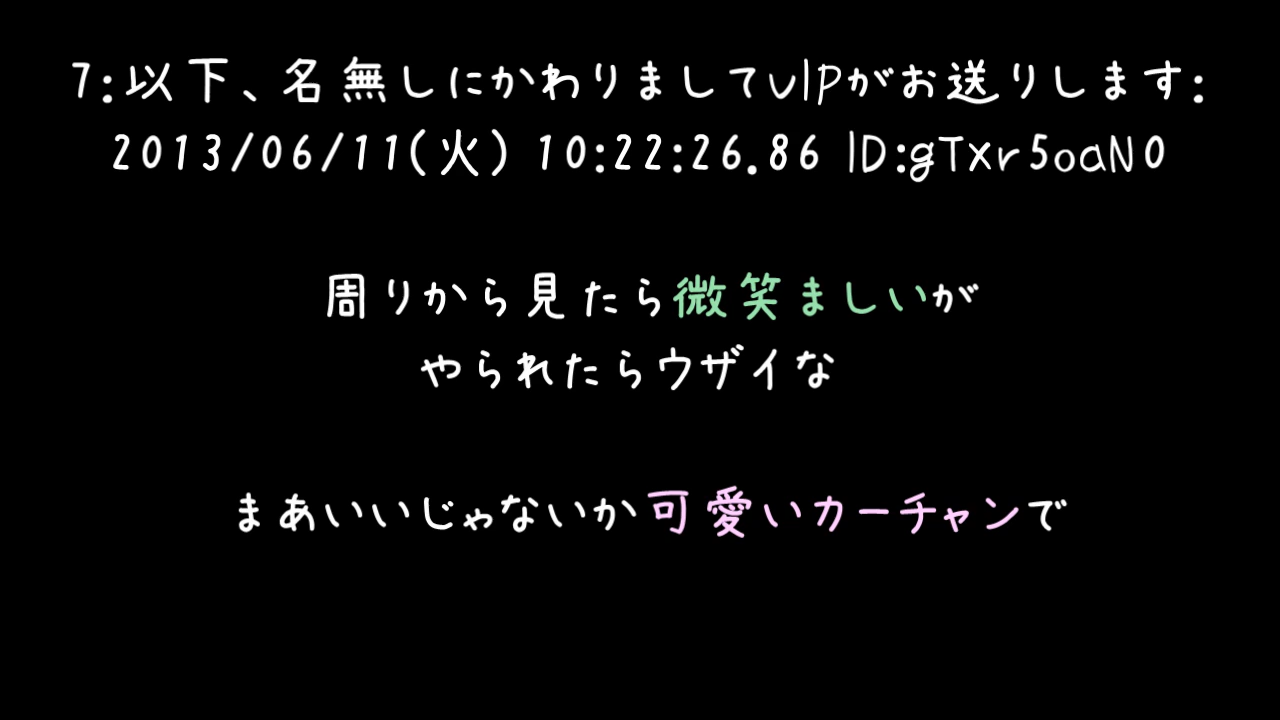 7:以下、名無しにかわりましてVIPがお送りします:
2013/06/11(火) 10:22:26.86 ID:gTxr5oaN0
周りから見たら微笑ましいが
やられたらウザイな
まあいいじゃないか可愛いカーチャンで